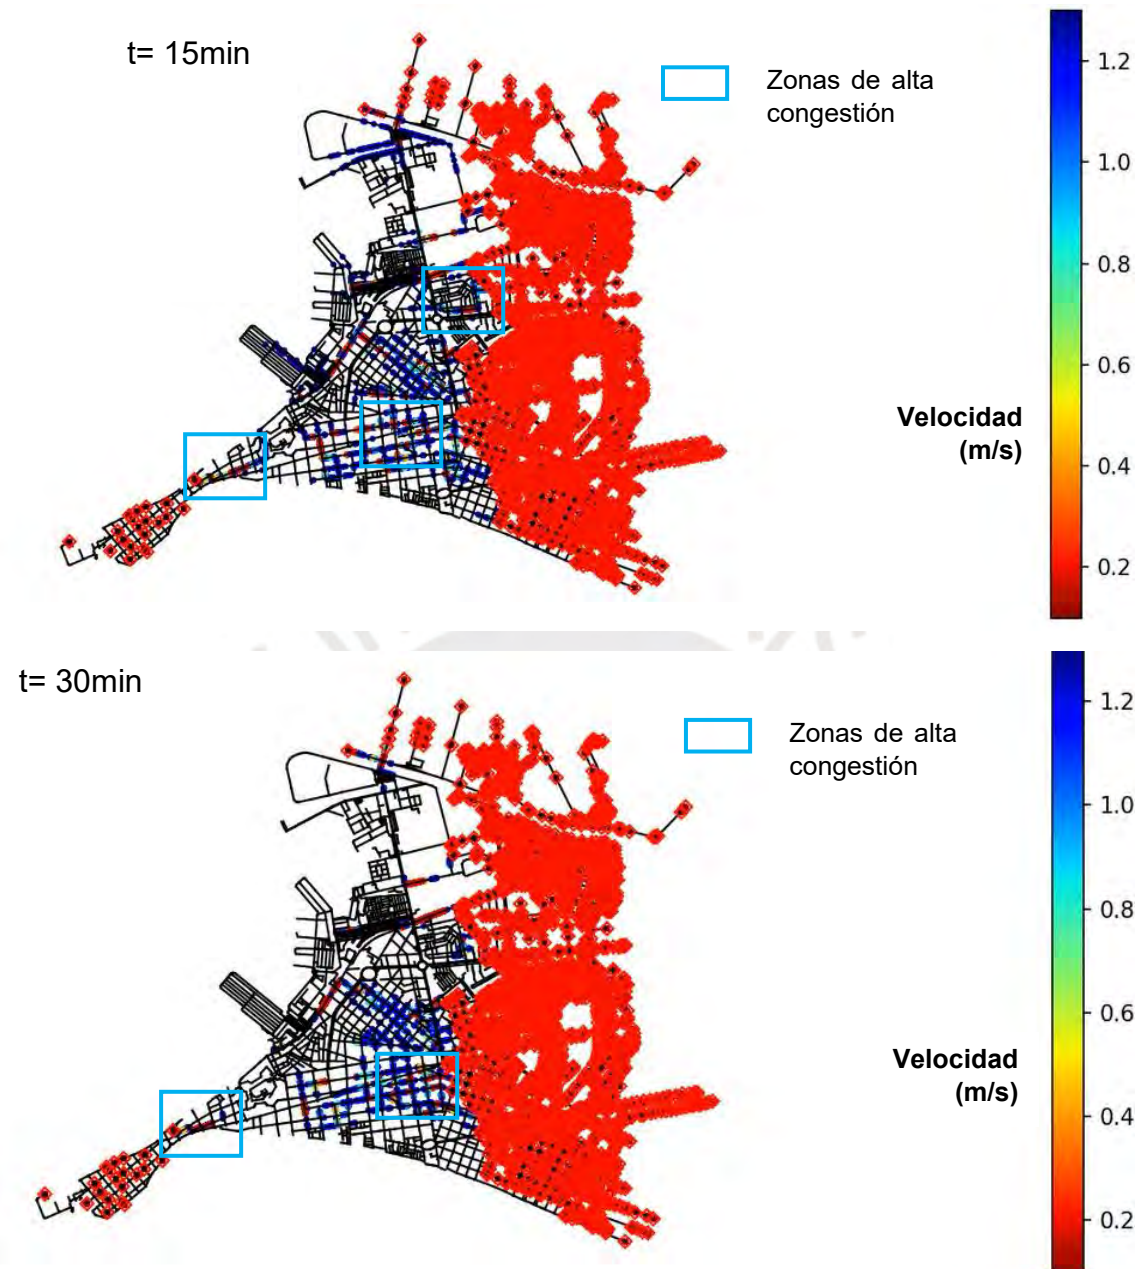 t= 15min
Zonas de alta
congestión
1.2
1.0
0.8
0.6
0.4
0.2
Velocidad
(m/s)
t= 30min
Zonas de alta
congestión
1.2
1.0
0.8
0.6
0.4
0.2
Velocidad
(m/s)